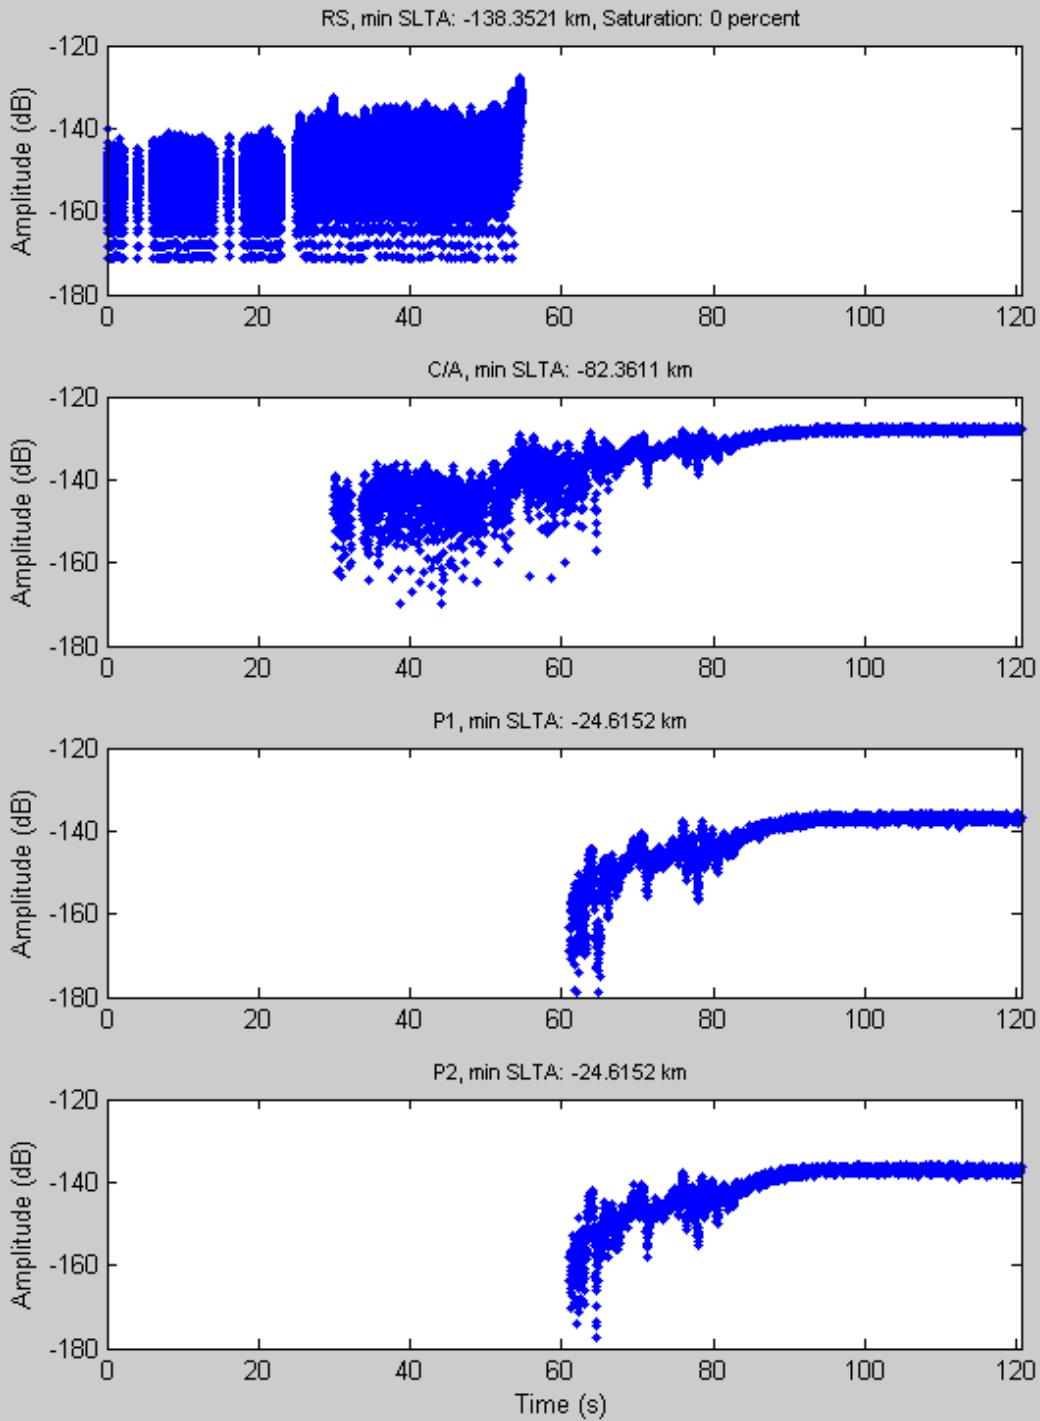 RS, min SLTA: -138.3521 km, Saturation: 0 percent
-120
-140
-160
-180
Amplitude (dB)
0 20 40 60 80 100 120
C/A, min SLTA: -82.3611 km
-120
-140
-160
-180
Amplitude (dB)
0 20 40 60 80 100 120
P1, min SLTA: -24.6152 km
-120
-140
-160
-180
Amplitude (dB)
0 20 40 60 80 100 120
P2, min SLTA: -24.6152 km
-120
-140
-160
-180
Amplitude (dB)
0 20 40 60 80 100 120
Time (s)